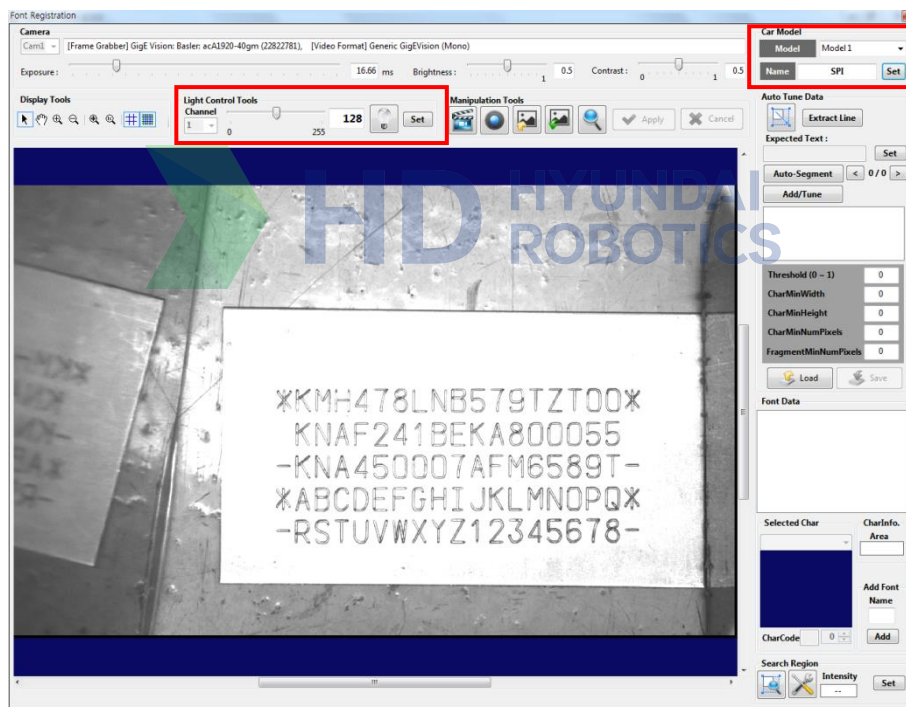 Font Registration
Camera
Cam1
[Frame Grabber] GigE Vision: Basler: acA1920-40gm (22822781), [Video Format] Generic GigEVision (Mono)
Exposure :
16.66 ms
Brightness :
1
0.5
Contrast :
0
1
0.5
Car Model
Model
Model 1
Name
SPI
Set
Display Tools
Light Control Tools
Channel
1
0
255
128
Set
Manipulation Tools
Apply
Cancel
Auto Tune Data
Extract Line
Expected Text :
Set
Auto-Segment
<
0 / 0
>
Add/Tune
HD HYUNDAI
ROBOTICS
Threshold (0 ~ 1)
0
CharMinWidth
0
CharMinHeight
0
CharMinNumPixels
0
FragmentMinNumPixels
0
Load
Save
Font Data
*KMH478LNB579TZT00*
KNAF241BEKA800055
-KNA450007AFM6589T-
*ABCDEFGHIJKLMNOPQ*
-RSTUVWXYZ12345678-
Selected Char
CharInfo.
Area
Add Font
Name
CharCode
0
Add
Search Region
Intensity
--
Set